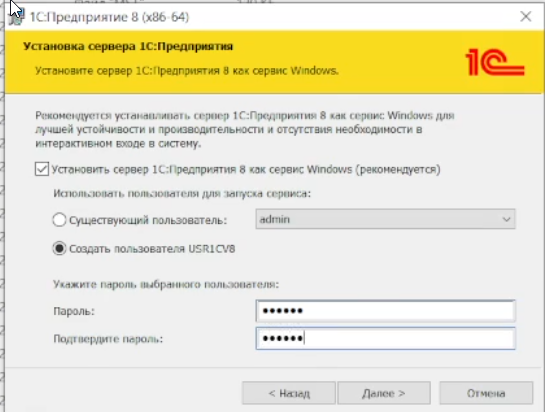 1С:Предприятие 8 (x86-64)
Установка сервера 1С:Предприятия
Установите сервер 1С:Предприятия 8 как сервис Windows.
1С
Рекомендуется устанавливать сервер 1С:Предприятия 8 как сервис Windows для
лучшей устойчивости и производительности и отсутствия необходимости в
интерактивном входе в систему.
Установить сервер 1С:Предприятия 8 как сервис Windows (рекомендуется)
Использовать пользователя для запуска сервиса:
Существующий пользователь:
admin
Создать пользователя USR1CV8
Укажите пароль выбранного пользователя:
Пароль:
••••••
Подтвердите пароль:
••••••
< Назад
Далее >
Отмена